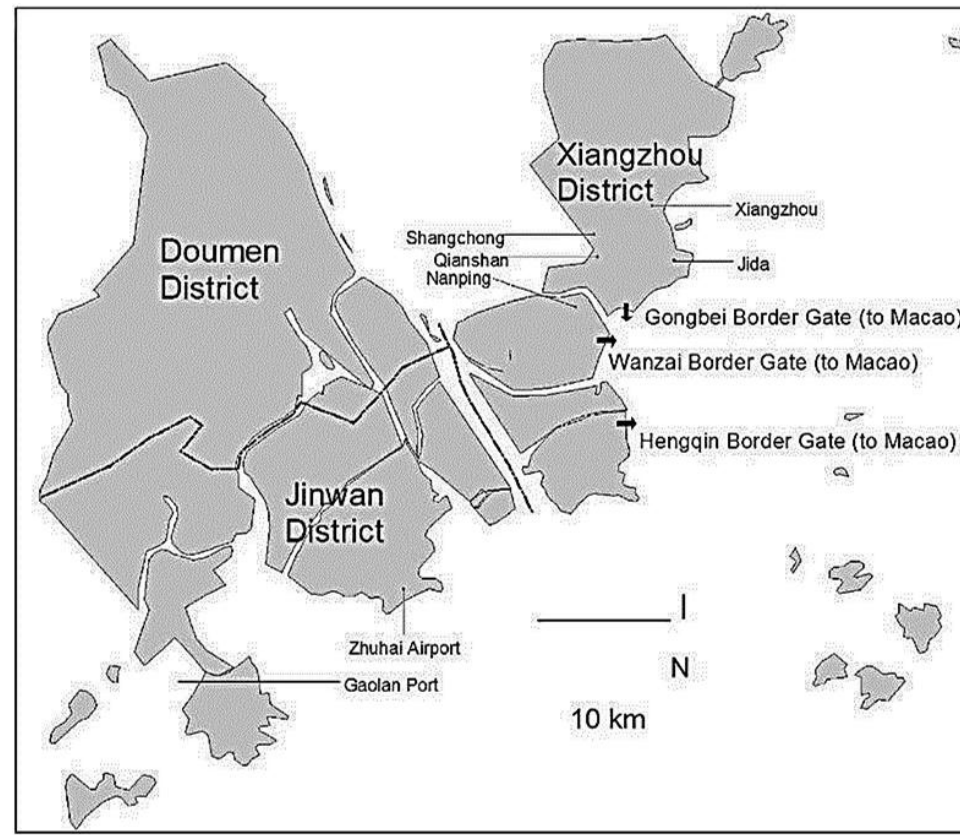 Xiangzhou
District
Xiangzhou
Shangchong
Qianshan
Nanping
Jida
Doumen
District
Gongbei Border Gate (to Macao)
Wanzai Border Gate (to Macao)
Hengqin Border Gate (to Macao)
Jinwan
District
Zhuhai Airport
Gaolan Port
N
10 km